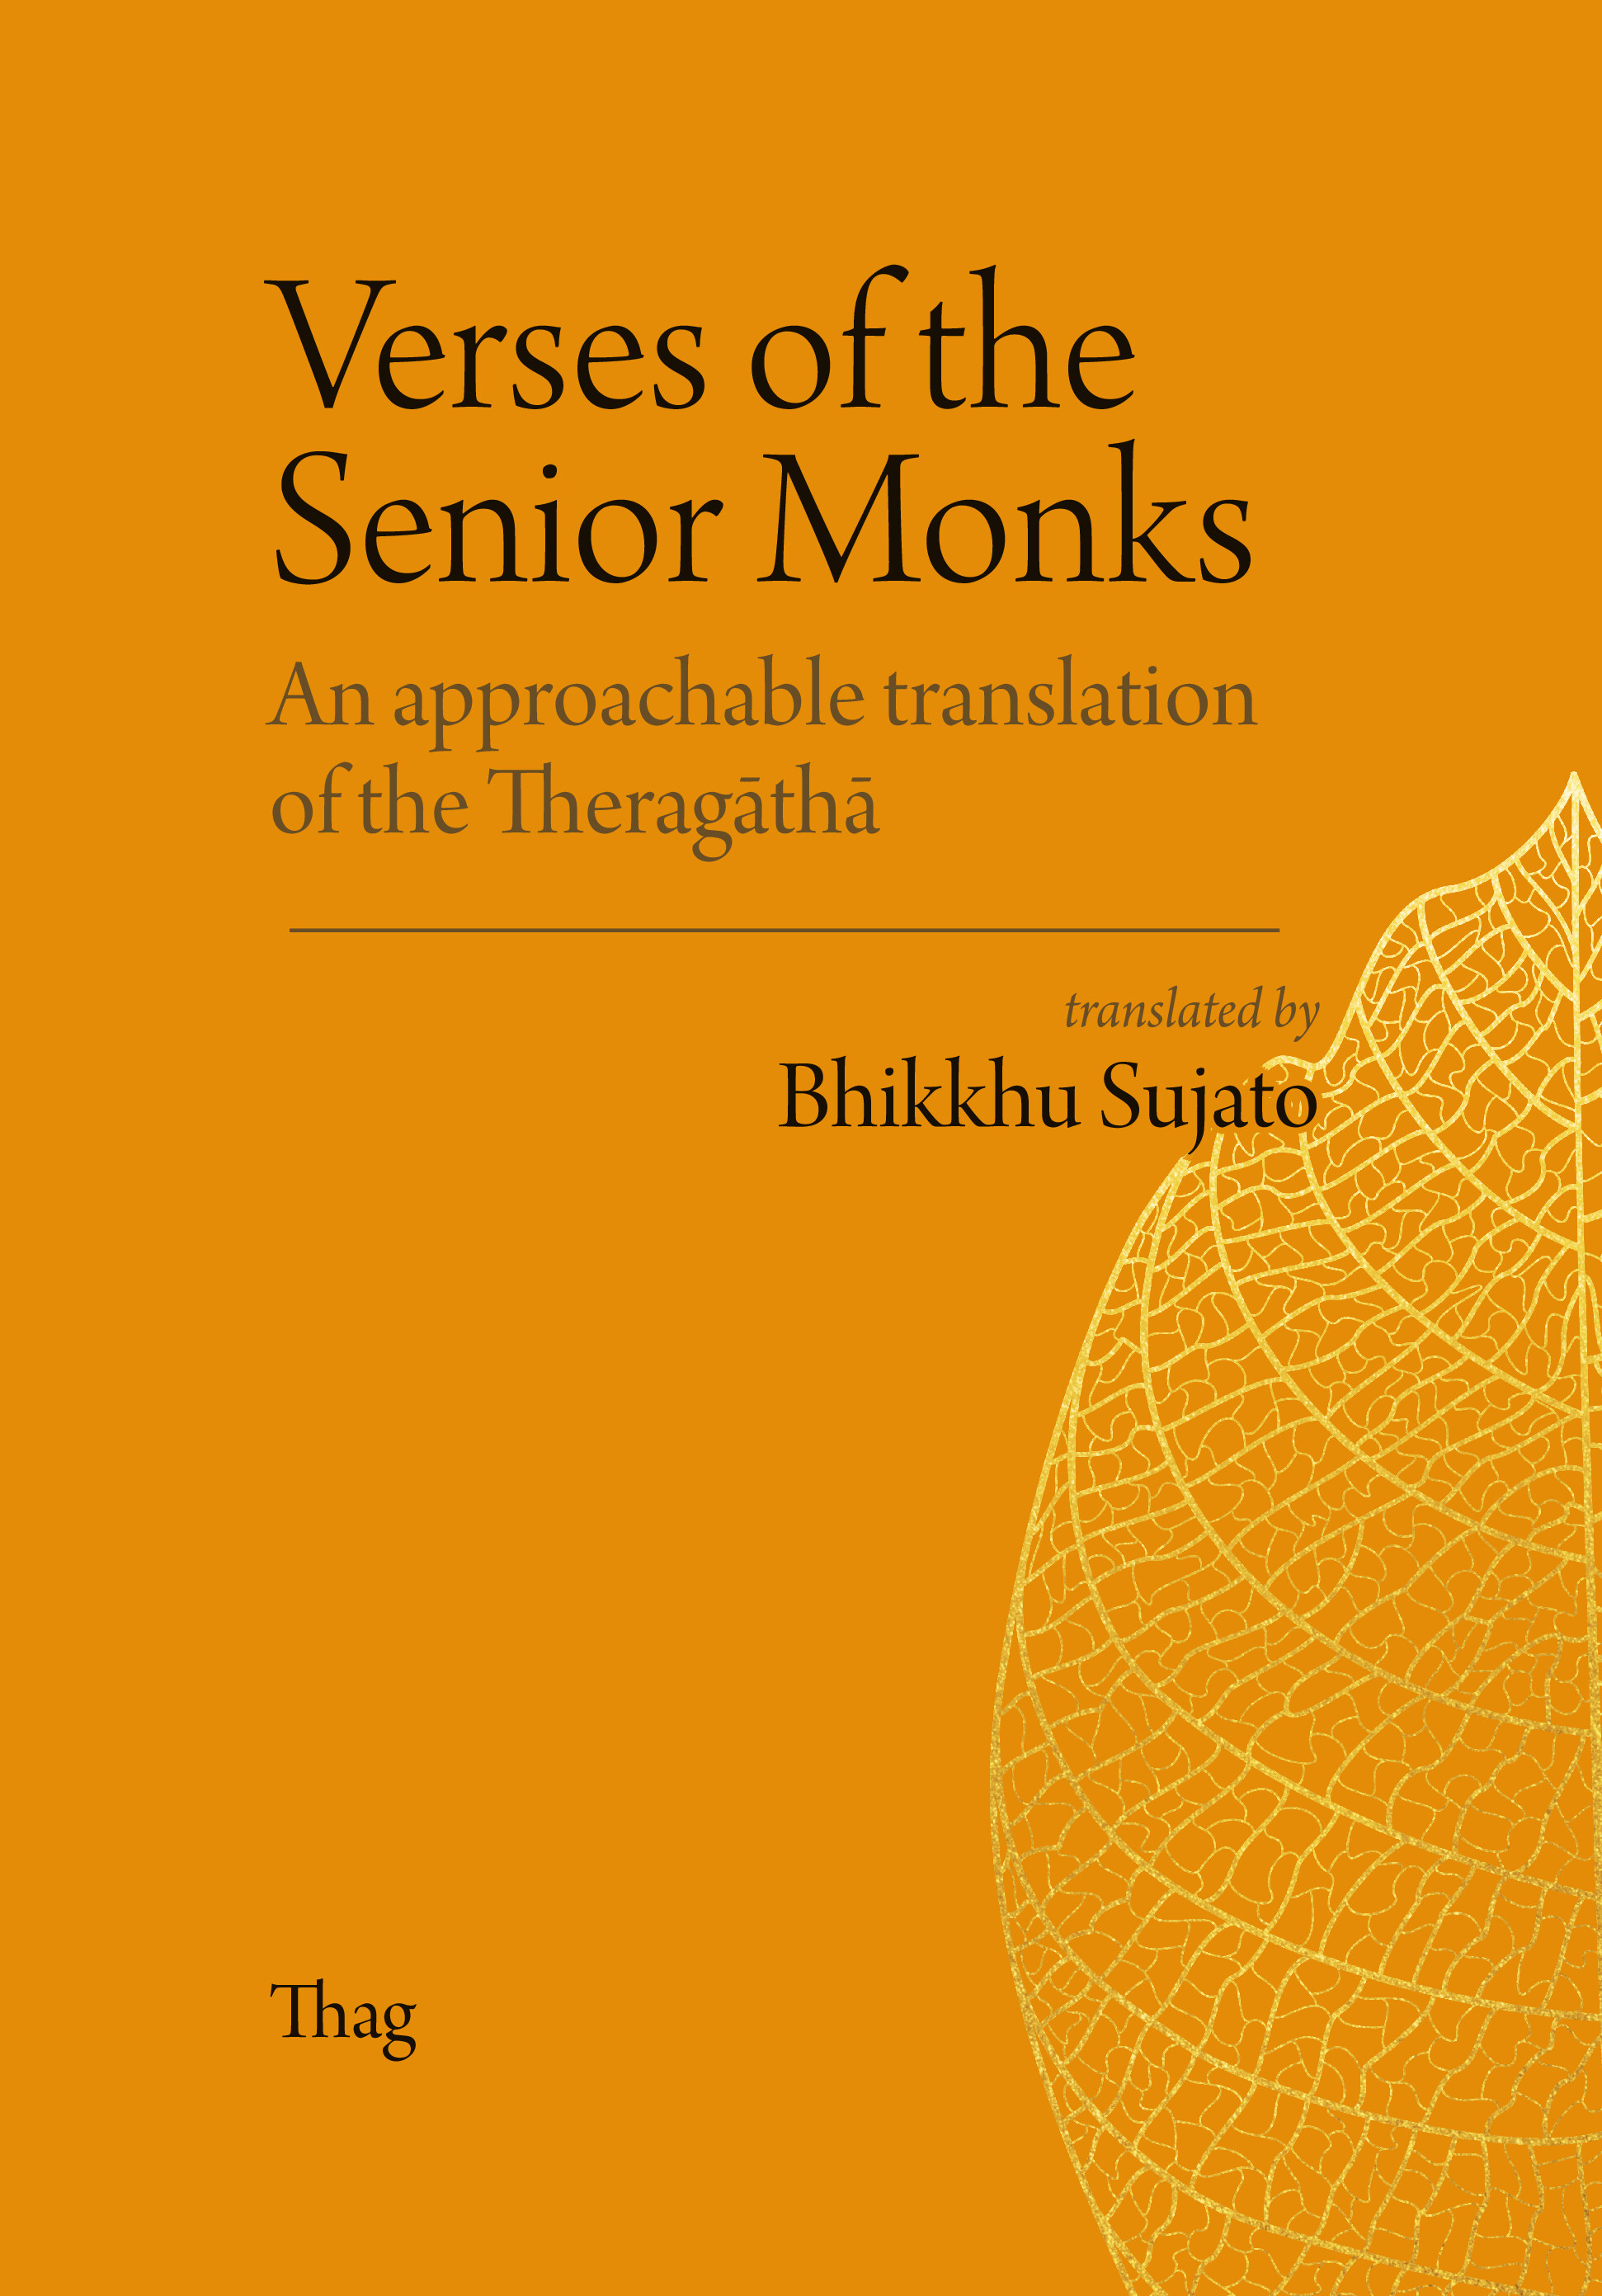 Verses of the
Senior Monks
An approachable translation
of the Theragāthā
translated by
Bhikkhu Sujato
Thag